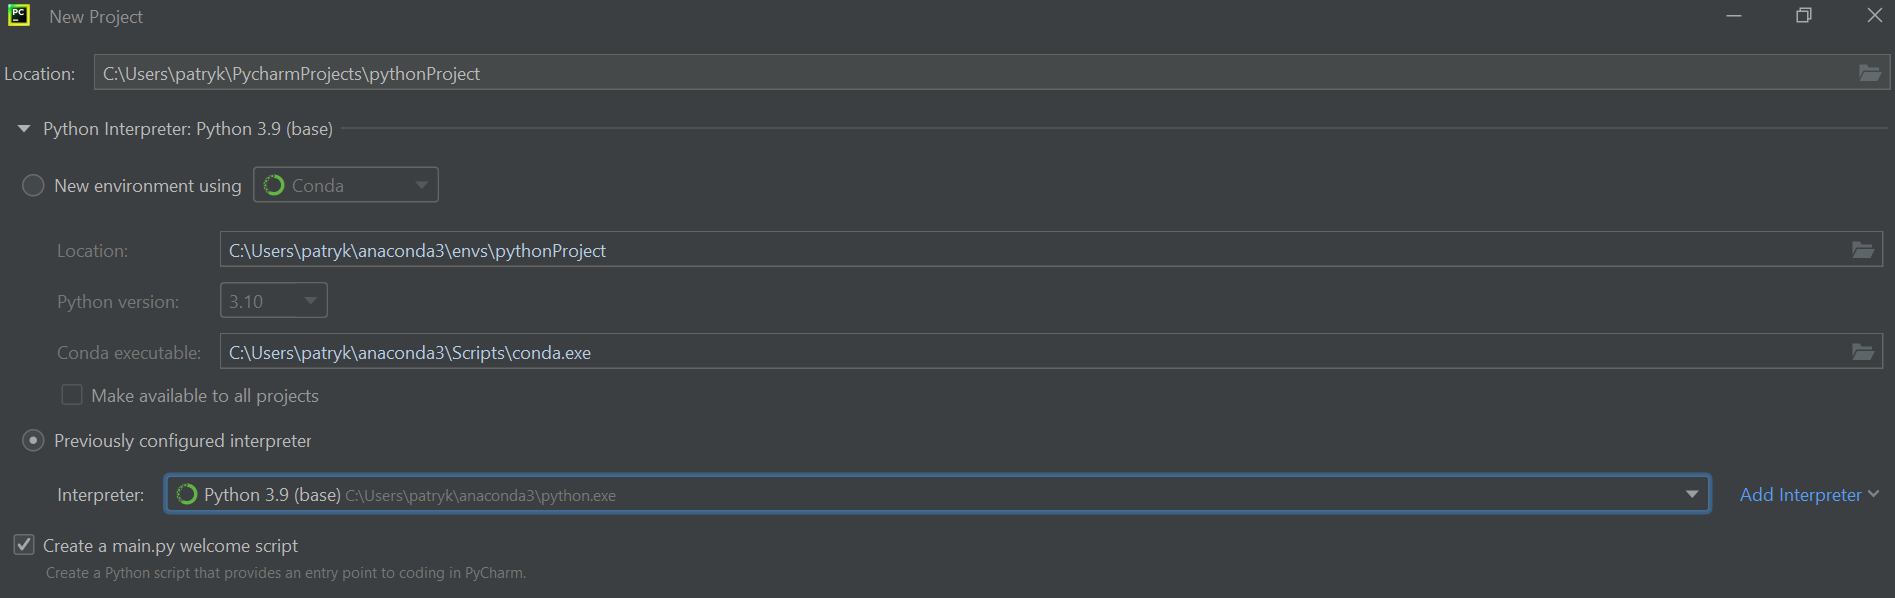 PC New Project
Location: C:\Users\patryk\PycharmProjects\pythonProject
Python Interpreter: Python 3.9 (base)
New environment using Conda
Location: C:\Users\patryk\anaconda3\envs\pythonProject
Python version: 3.10
Conda executable: C:\Users\patryk\anaconda3\Scripts\conda.exe
Make available to all projects
Previously configured interpreter
Interpreter: Python 3.9 (base) C:\Users\patryk\anaconda3\python.exe Add Interpreter
Create a main.py welcome script
Create a Python script that provides an entry point to coding in PyCharm.